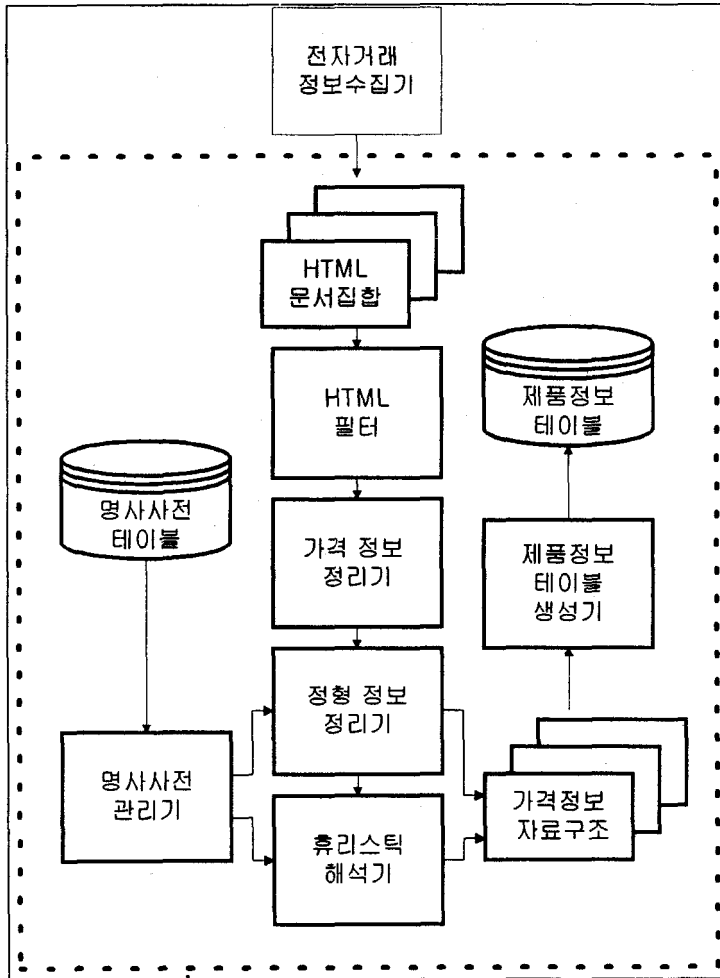 전자거래
정보수집기
HTML
문서집합
HTML
필터
제품정보
테이블
명사사전
테이블
가격 정보
정리기
제품정보
테이블
생성기
정형 정보
정리기
명사사전
관리기
가격정보
자료구조
휴리스틱
해석기